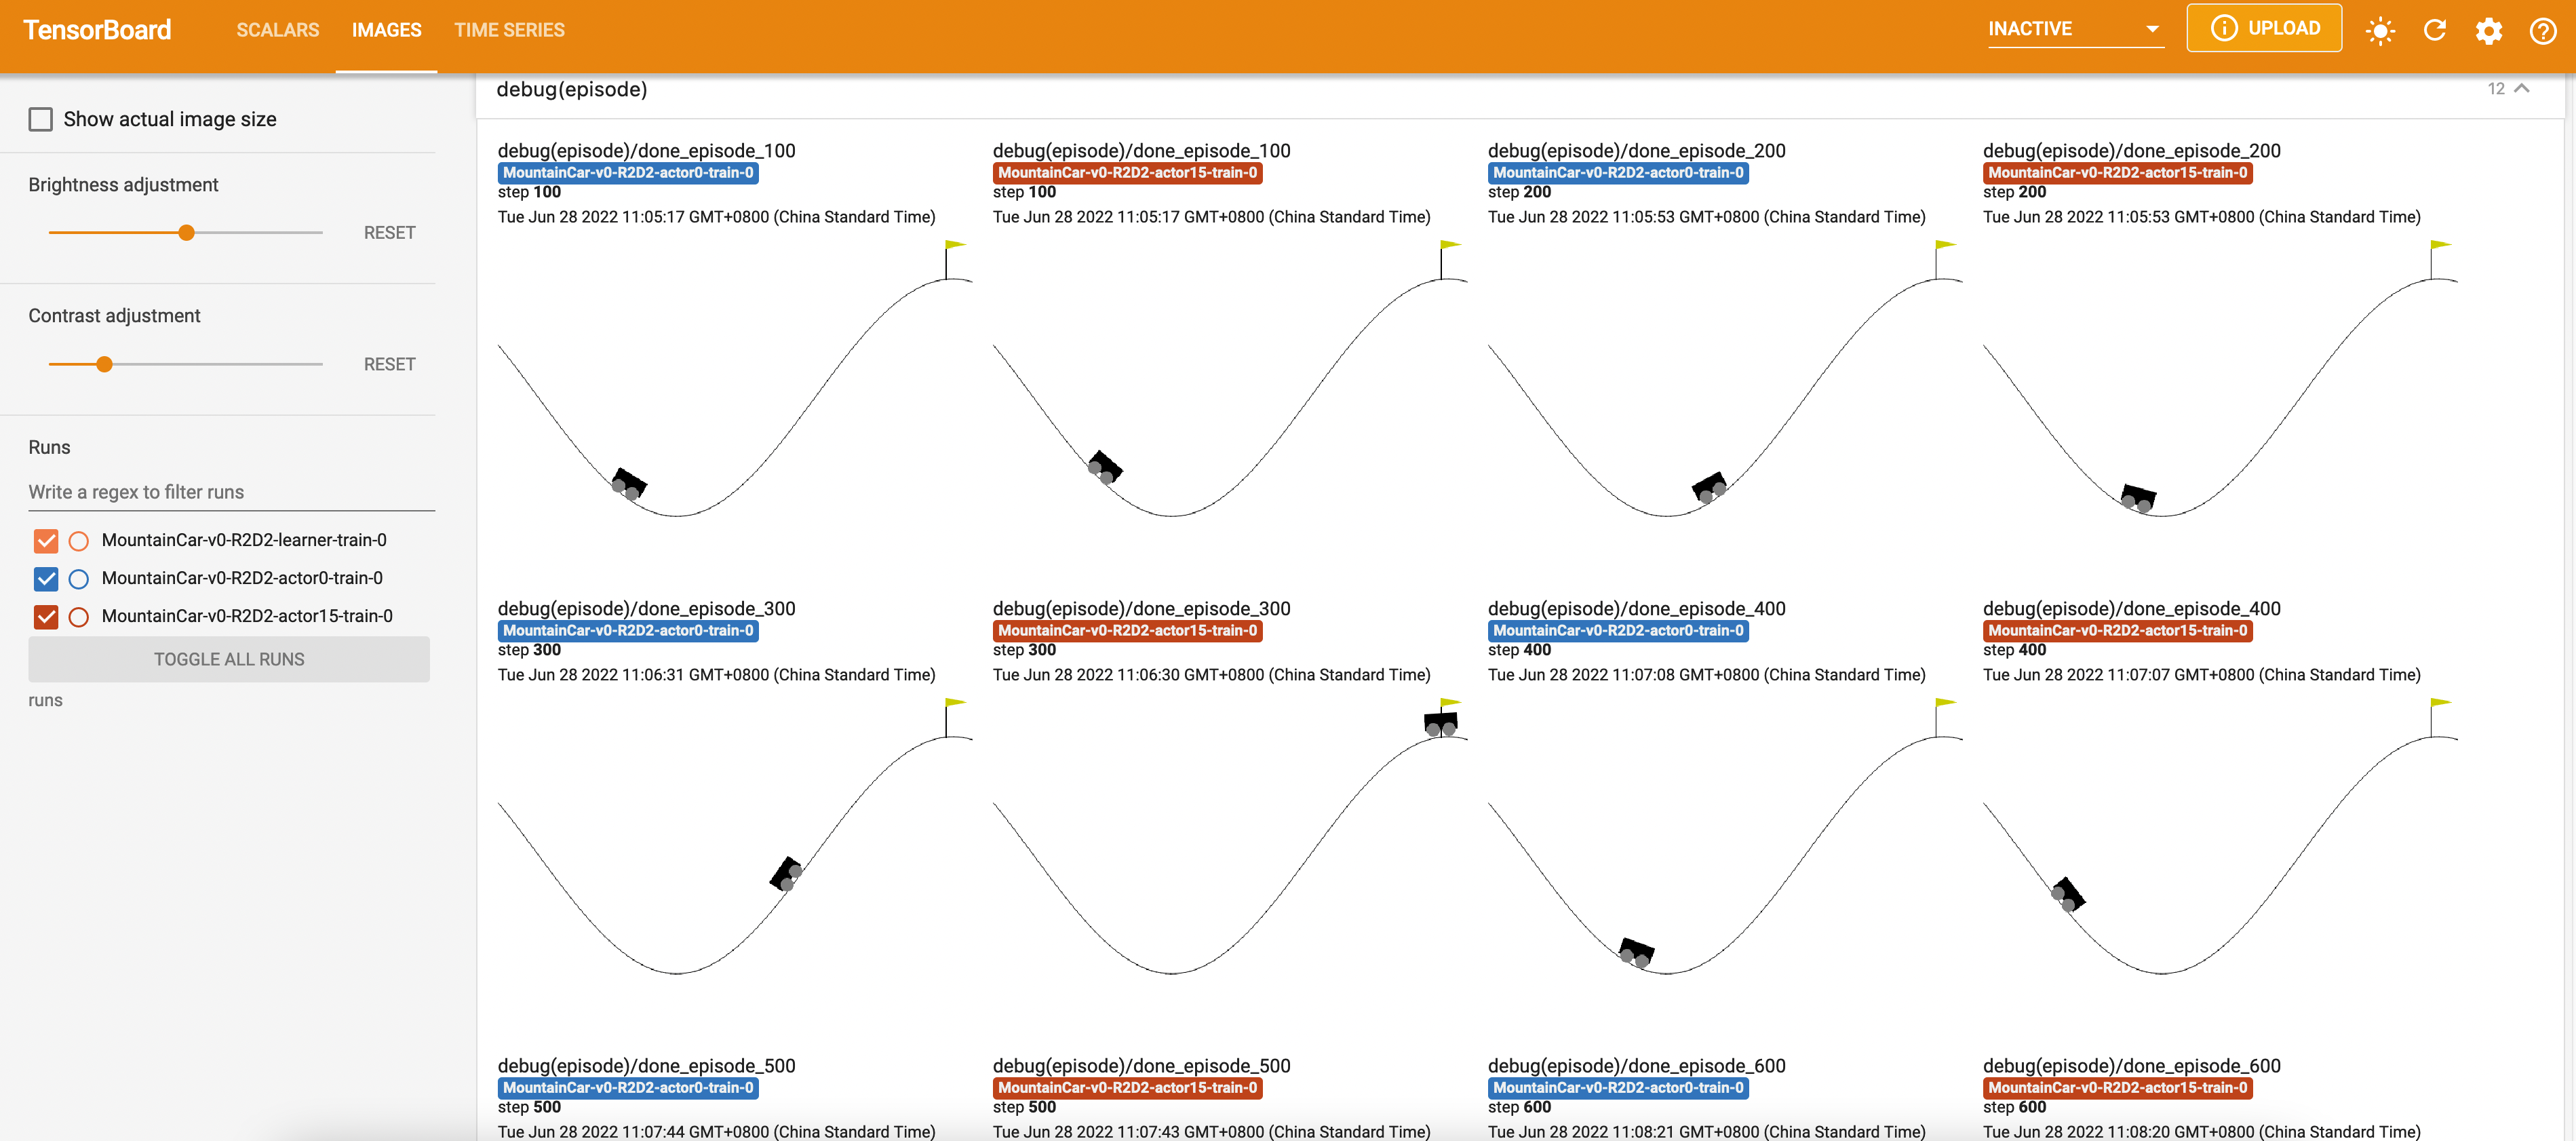 TensorBoard SCALARS IMAGES TIME SERIES INACTIVE UPLOAD
Show actual image size
Brightness adjustment
RESET
Contrast adjustment
RESET
Runs
Write a regex to filter runs
MountainCar-v0-R2D2-learner-train-0
MountainCar-v0-R2D2-actor0-train-0
MountainCar-v0-R2D2-actor15-train-0
TOGGLE ALL RUNS
runs
debug(episode) 12
debug(episode)/done_episode_100
MountainCar-v0-R2D2-actor0-train-0
step 100
Tue Jun 28 2022 11:05:17 GMT+0800 (China Standard Time)
debug(episode)/done_episode_100
MountainCar-v0-R2D2-actor15-train-0
step 100
Tue Jun 28 2022 11:05:17 GMT+0800 (China Standard Time)
debug(episode)/done_episode_200
MountainCar-v0-R2D2-actor0-train-0
step 200
Tue Jun 28 2022 11:05:53 GMT+0800 (China Standard Time)
debug(episode)/done_episode_200
MountainCar-v0-R2D2-actor15-train-0
step 200
Tue Jun 28 2022 11:05:53 GMT+0800 (China Standard Time)
debug(episode)/done_episode_300
MountainCar-v0-R2D2-actor0-train-0
step 300
Tue Jun 28 2022 11:06:31 GMT+0800 (China Standard Time)
debug(episode)/done_episode_300
MountainCar-v0-R2D2-actor15-train-0
step 300
Tue Jun 28 2022 11:06:30 GMT+0800 (China Standard Time)
debug(episode)/done_episode_400
MountainCar-v0-R2D2-actor0-train-0
step 400
Tue Jun 28 2022 11:07:08 GMT+0800 (China Standard Time)
debug(episode)/done_episode_400
MountainCar-v0-R2D2-actor15-train-0
step 400
Tue Jun 28 2022 11:07:07 GMT+0800 (China Standard Time)
debug(episode)/done_episode_500
MountainCar-v0-R2D2-actor0-train-0
step 500
Tue Jun 28 2022 11:07:44 GMT+0800 (China Standard Time)
debug(episode)/done_episode_500
MountainCar-v0-R2D2-actor15-train-0
step 500
Tue Jun 28 2022 11:07:43 GMT+0800 (China Standard Time)
debug(episode)/done_episode_600
MountainCar-v0-R2D2-actor0-train-0
step 600
Tue Jun 28 2022 11:08:21 GMT+0800 (China Standard Time)
debug(episode)/done_episode_600
MountainCar-v0-R2D2-actor15-train-0
step 600
Tue Jun 28 2022 11:08:20 GMT+0800 (China Standard Time)